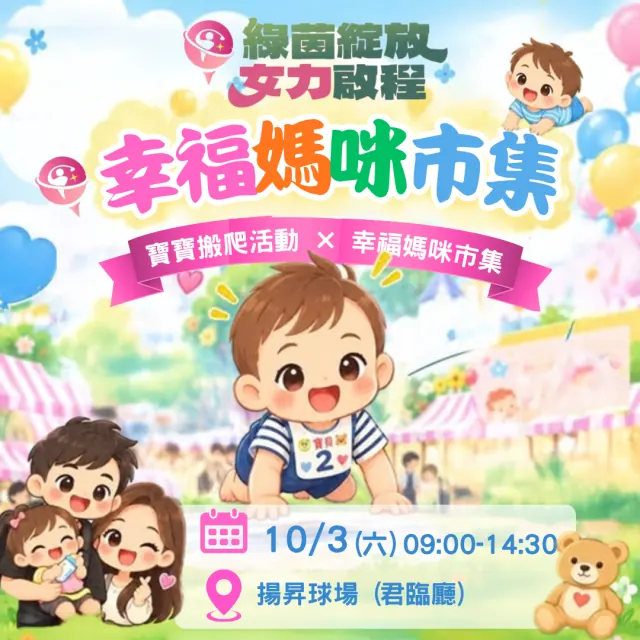 綠茵綻放
女力啟程
幸福媽咪市集
寶寶搬爬活動 × 幸福媽咪市集
寶貝
2
10/3(六) 09:00-14:30
揚昇球場 (君臨廳)